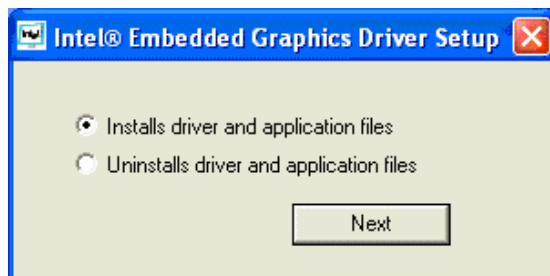 Intel® Embedded Graphics Driver Setup
Installs driver and application files
Uninstalls driver and application files
Next